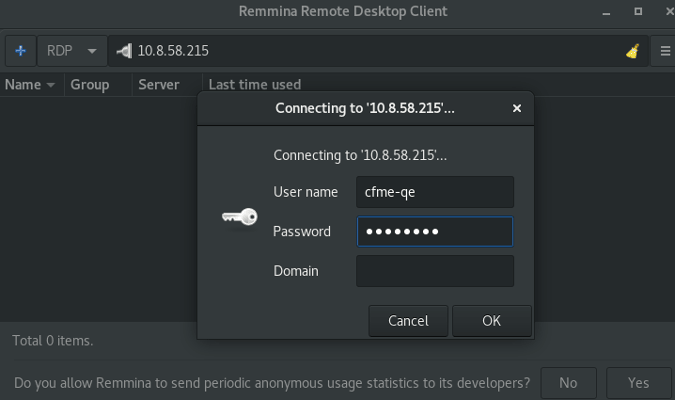 Remmina Remote Desktop Client
RDP 10.8.58.215
Name Group Server Last time used
Connecting to '10.8.58.215'...
Connecting to '10.8.58.215'...
User name cfme-qe
Password ●●●●●●●●
Domain
Cancel OK
Total 0 items.
Do you allow Remmina to send periodic anonymous usage statistics to its developers? No Yes